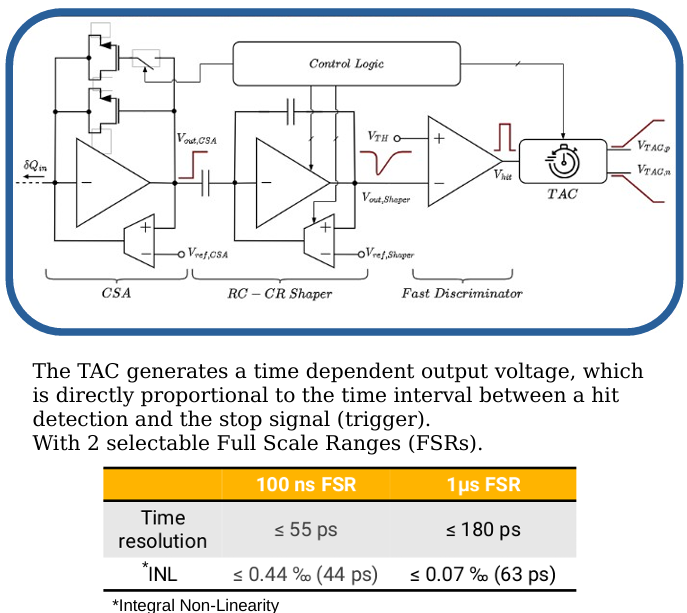 Control Logic
V_out,CSA
V_TH
δQ_in
V_out,Shaper
V_hit
V_TAC,p
V_TAC,n
TAC
V_ref,CSA
V_ref,Shaper
CSA
RC − CR Shaper
Fast Discriminator
The TAC generates a time dependent output voltage, which
is directly proportional to the time interval between a hit
detection and the stop signal (trigger).
With 2 selectable Full Scale Ranges (FSRs).
100 ns FSR 1µs FSR
Time
resolution ≤ 55 ps ≤ 180 ps
*INL ≤ 0.44 ‰ (44 ps) ≤ 0.07 ‰ (63 ps)
*Integral Non-Linearity